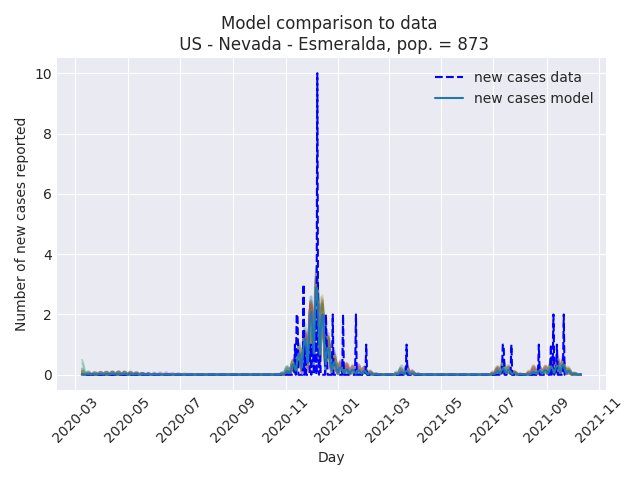 Model comparison to data
US - Nevada - Esmeralda, pop. = 873
new cases data
new cases model
Number of new cases reported
10
8
6
4
2
0
2020-03
2020-05
2020-07
2020-09
2020-11
2021-01
2021-03
2021-05
2021-07
2021-09
2021-11
Day